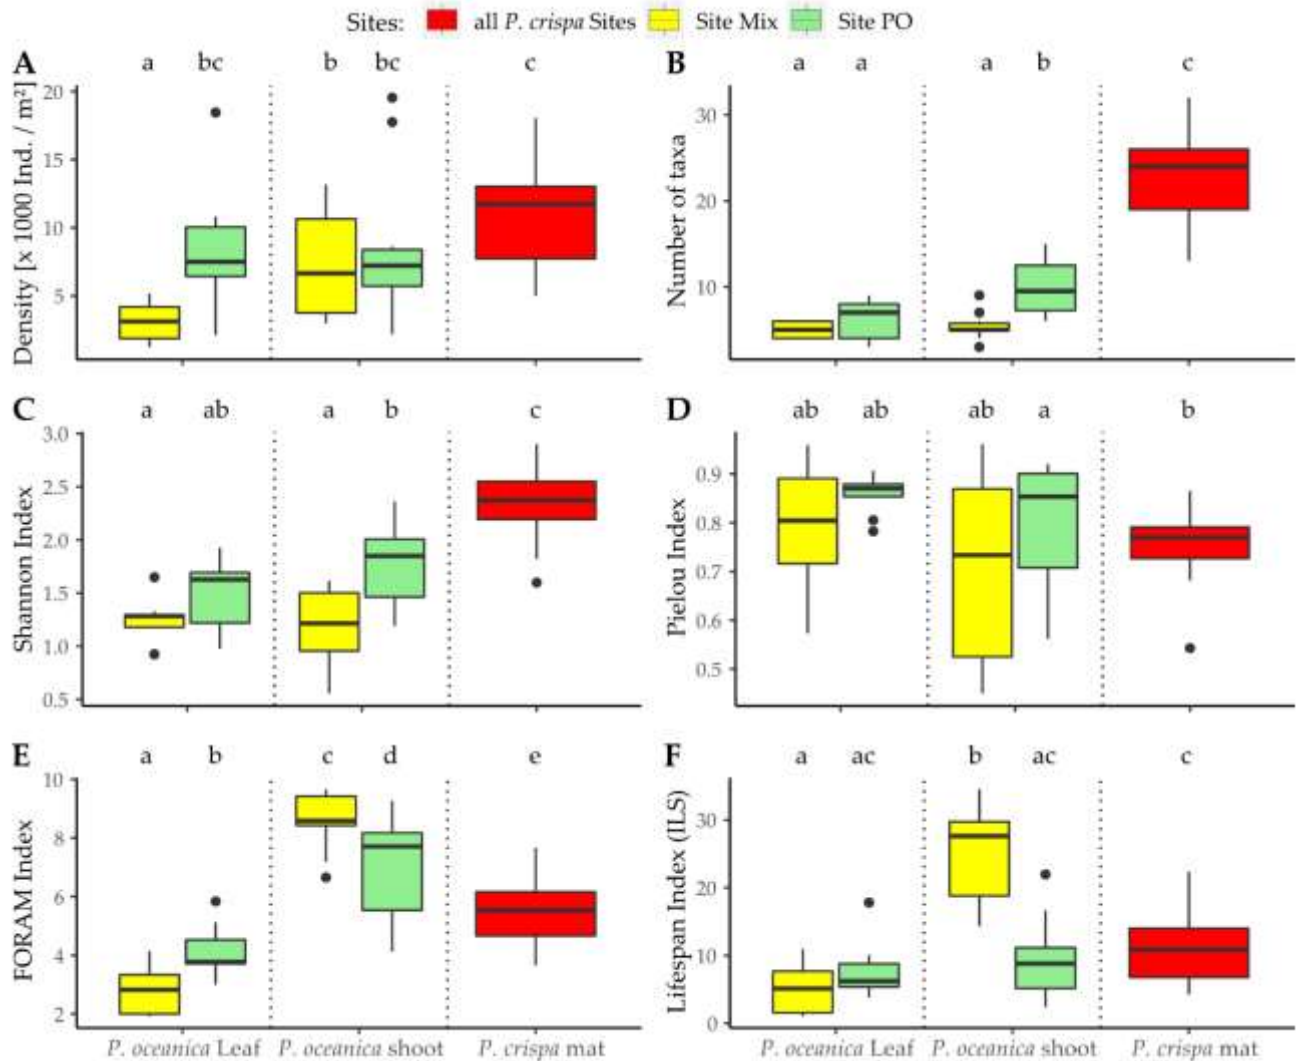 Sites: all P. crispa Sites Site Mix Site PO
A a bc b bc c
Density [x 1000 Ind. / m²]
20
15
10
5
B a a a b c
Number of taxa
30
20
10
C a ab a b c
Shannon Index
3.0
2.5
2.0
1.5
1.0
0.5
D ab ab ab a b
Pielou Index
0.9
0.8
0.7
0.6
0.5
E a b c d e
FORAM Index
10
8
6
4
2
P. oceanica Leaf P. oceanica shoot P. crispa mat
F a ac b ac c
Lifespan Index (ILS)
30
20
10
0
P. oceanica Leaf P. oceanica shoot P. crispa mat